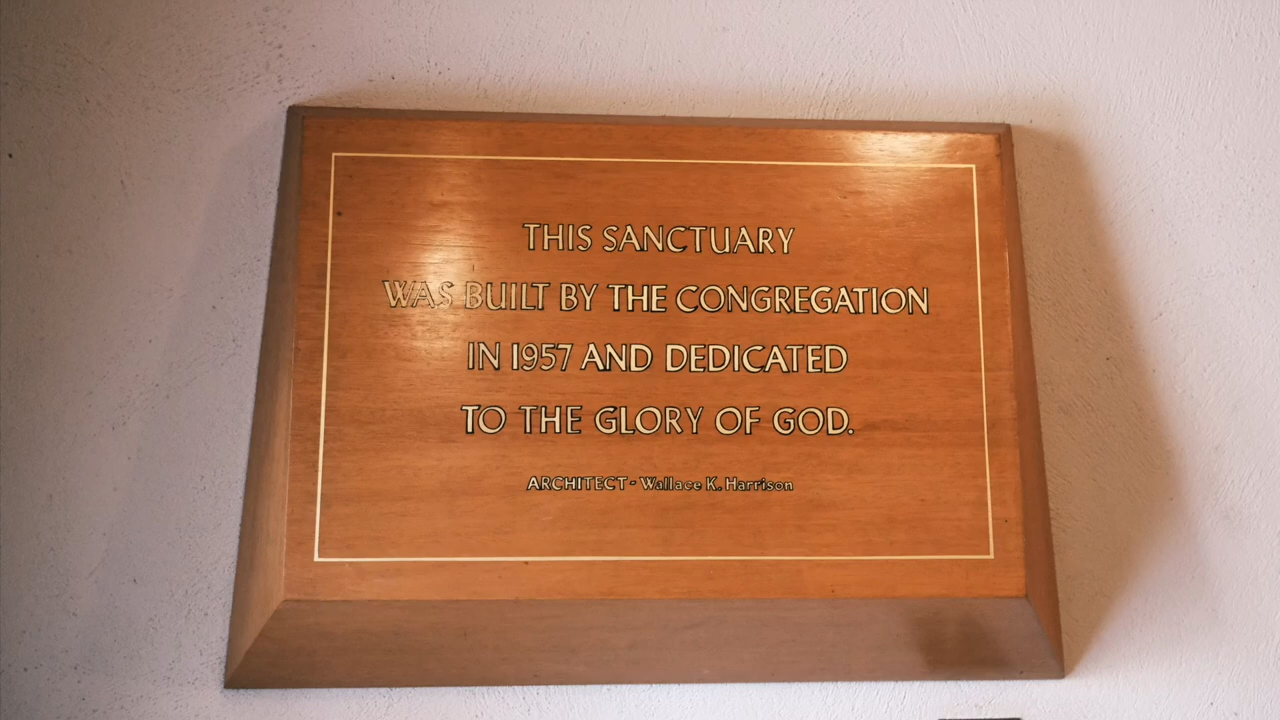 THIS SANCTUARY
WAS BUILT BY THE CONGREGATION
IN 1957 AND DEDICATED
TO THE GLORY OF GOD.
ARCHITECT - Wallace K. Harrison